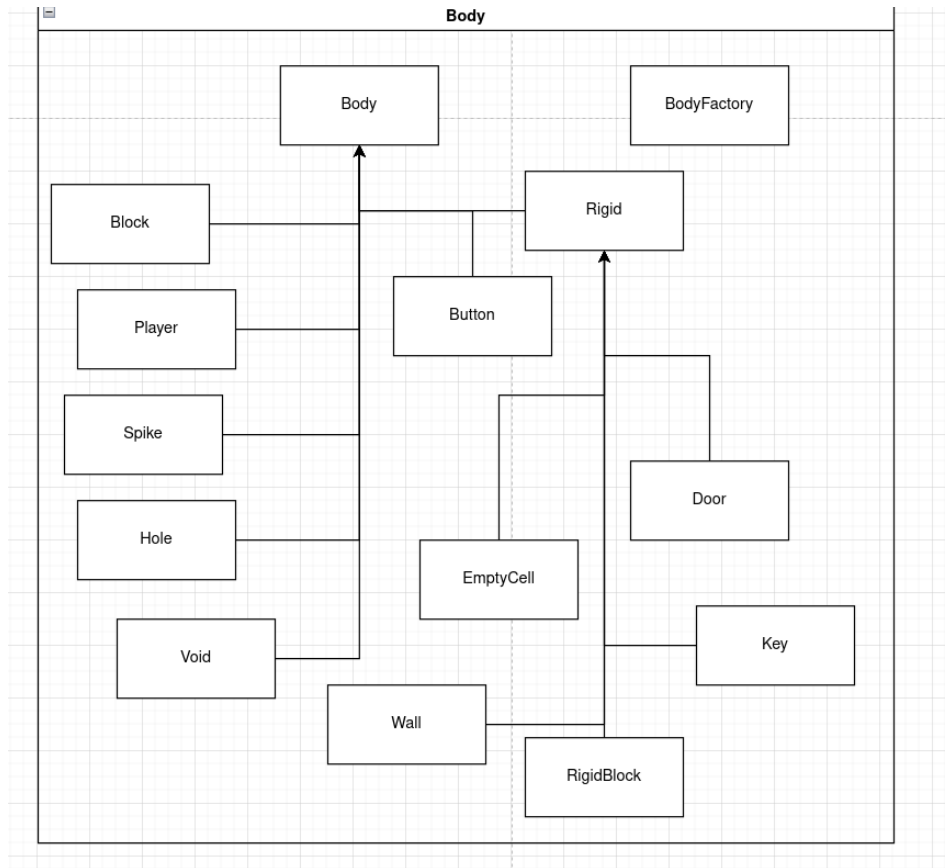 Body
Body
BodyFactory
Rigid
Block
Button
Player
Spike
Door
Hole
EmptyCell
Key
Void
Wall
RigidBlock